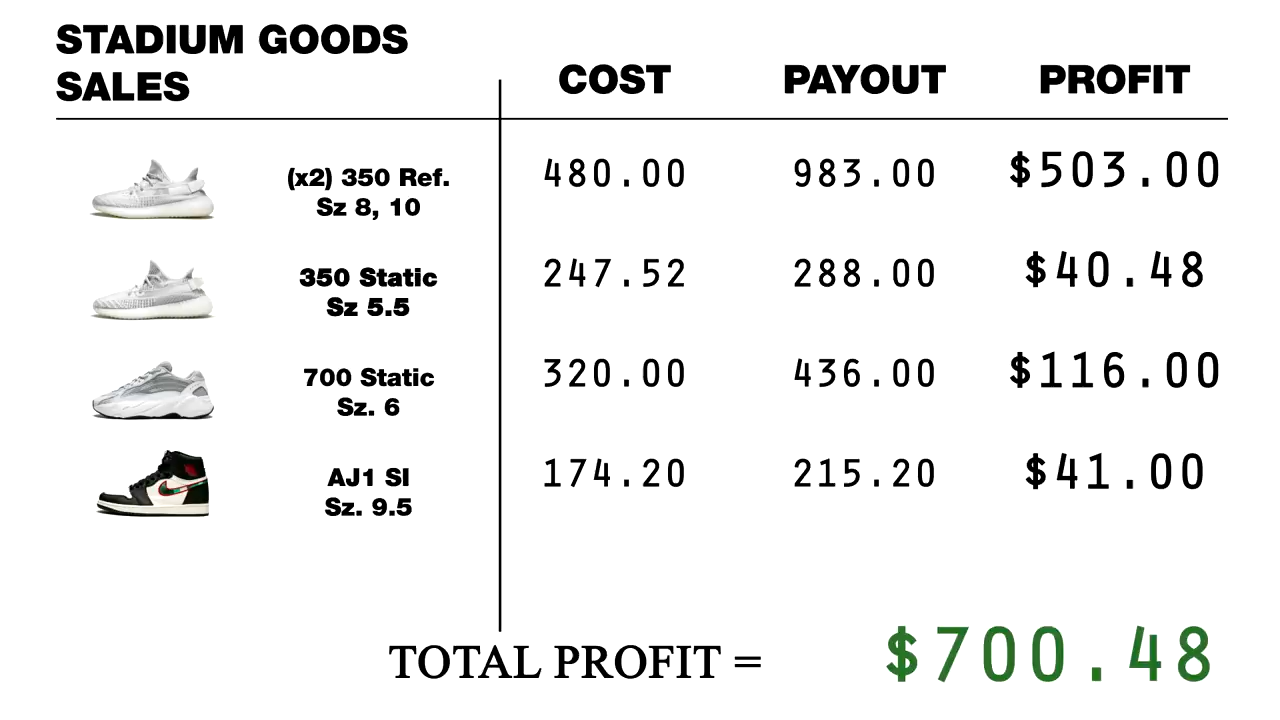 STADIUM GOODS
SALES
COST PAYOUT PROFIT
(x2) 350 Ref.
Sz 8, 10
480.00 983.00 $503.00
350 Static
Sz 5.5
247.52 288.00 $40.48
700 Static
Sz. 6
320.00 436.00 $116.00
AJ1 SI
Sz. 9.5
174.20 215.20 $41.00
TOTAL PROFIT = $700.48